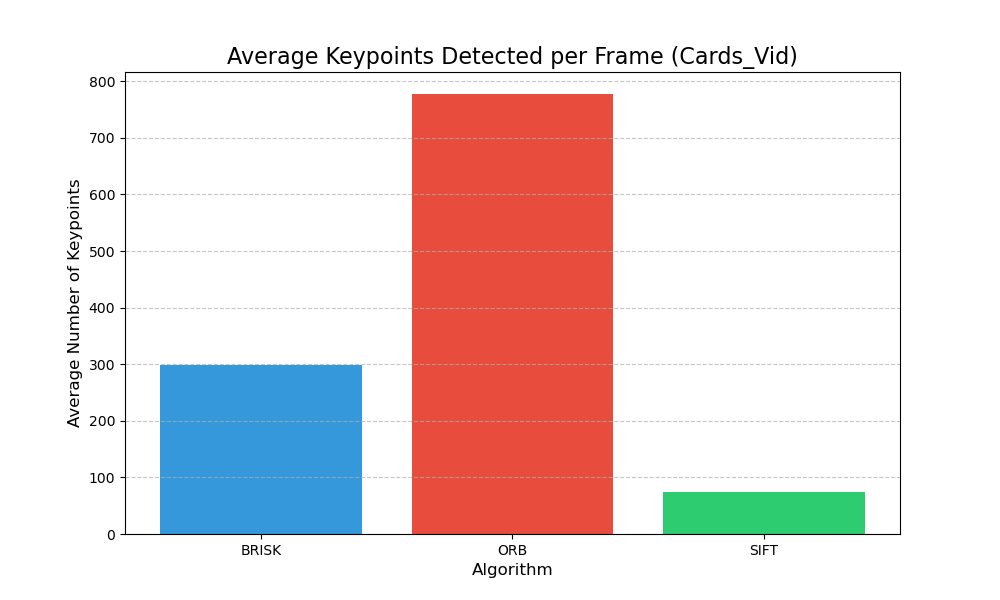 Average Keypoints Detected per Frame (Cards_Vid)
Average Number of Keypoints
800
700
600
500
400
300
200
100
0
BRISK ORB SIFT
Algorithm